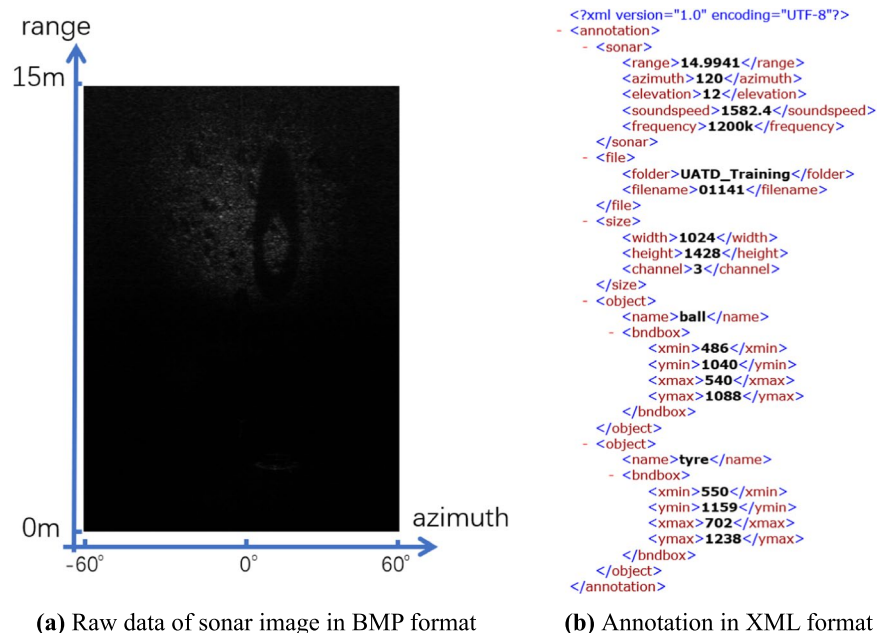 range
15m
0m
azimuth
-60°
0°
60°
(a) Raw data of sonar image in BMP format
<?xml version="1.0" encoding="UTF-8"?>
- <annotation>
- <sonar>
<range>14.9941</range>
<azimuth>120</azimuth>
<elevation>12</elevation>
<soundspeed>1582.4</soundspeed>
<frequency>1200k</frequency>
</sonar>
- <file>
<folder>UATD_Training</folder>
<filename>01141</filename>
</file>
- <size>
<width>1024</width>
<height>1428</height>
<channel>3</channel>
</size>
- <object>
<name>ball</name>
- <bndbox>
<xmin>486</xmin>
<ymin>1040</ymin>
<xmax>540</xmax>
<ymax>1088</ymax>
</bndbox>
</object>
- <object>
<name>tyre</name>
- <bndbox>
<xmin>550</xmin>
<ymin>1159</ymin>
<xmax>702</xmax>
<ymax>1238</ymax>
</bndbox>
</object>
</annotation>
(b) Annotation in XML format